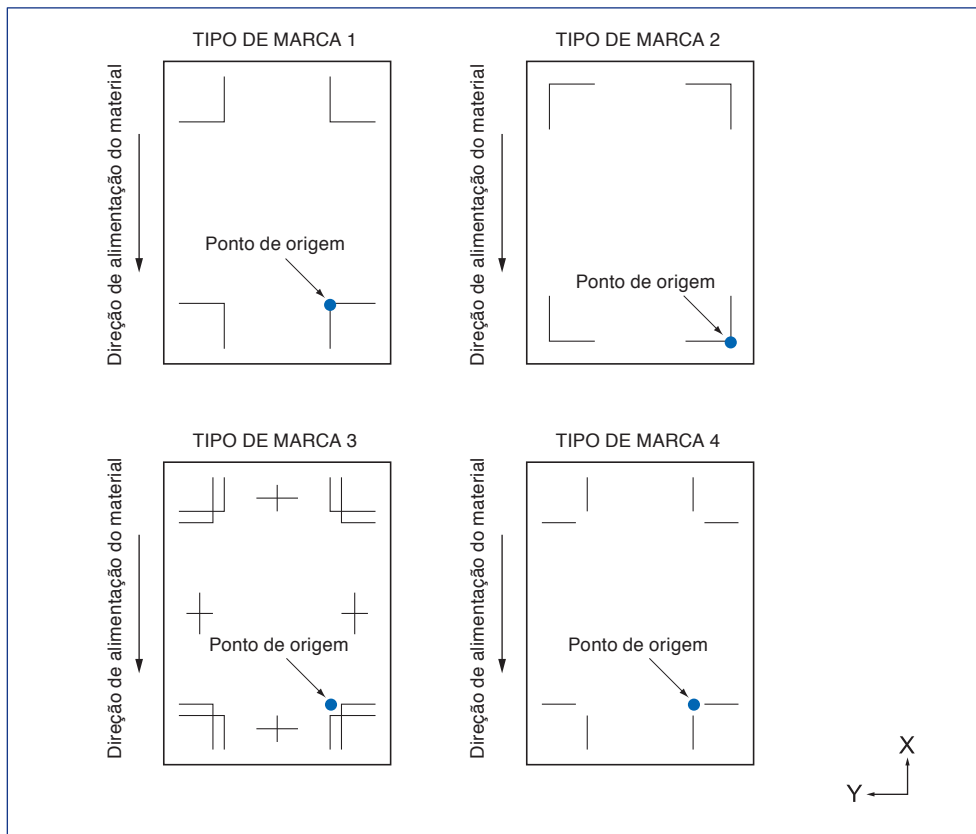 TIPO DE MARCA 1
Direção de alimentação do material
Ponto de origem
TIPO DE MARCA 2
Direção de alimentação do material
Ponto de origem
TIPO DE MARCA 3
Direção de alimentação do material
Ponto de origem
TIPO DE MARCA 4
Direção de alimentação do material
Ponto de origem
X
Y